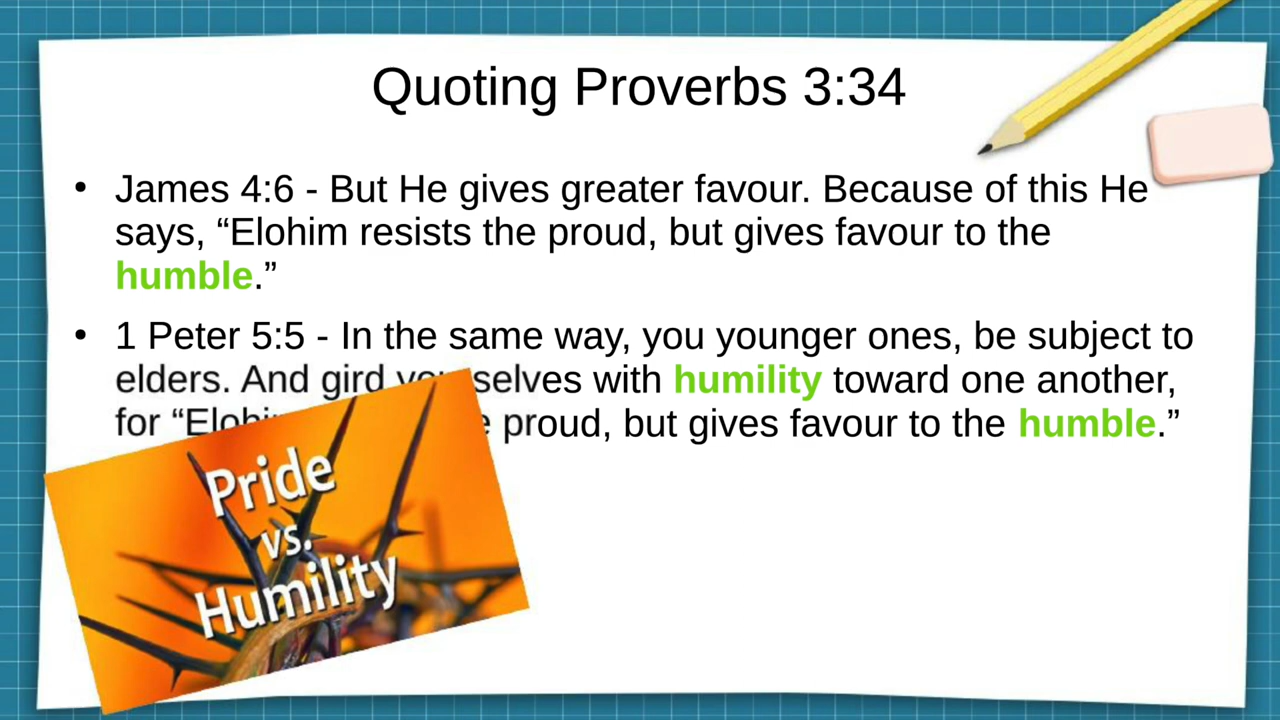 Quoting Proverbs 3:34
• James 4:6 - But He gives greater favour. Because of this He
says, “Elohim resists the proud, but gives favour to the
humble.”
• 1 Peter 5:5 - In the same way, you younger ones, be subject to
elders. And gird yourselves with humility toward one another,
for “Elohim proud, but gives favour to the humble.”
Pride
vs.
Humility